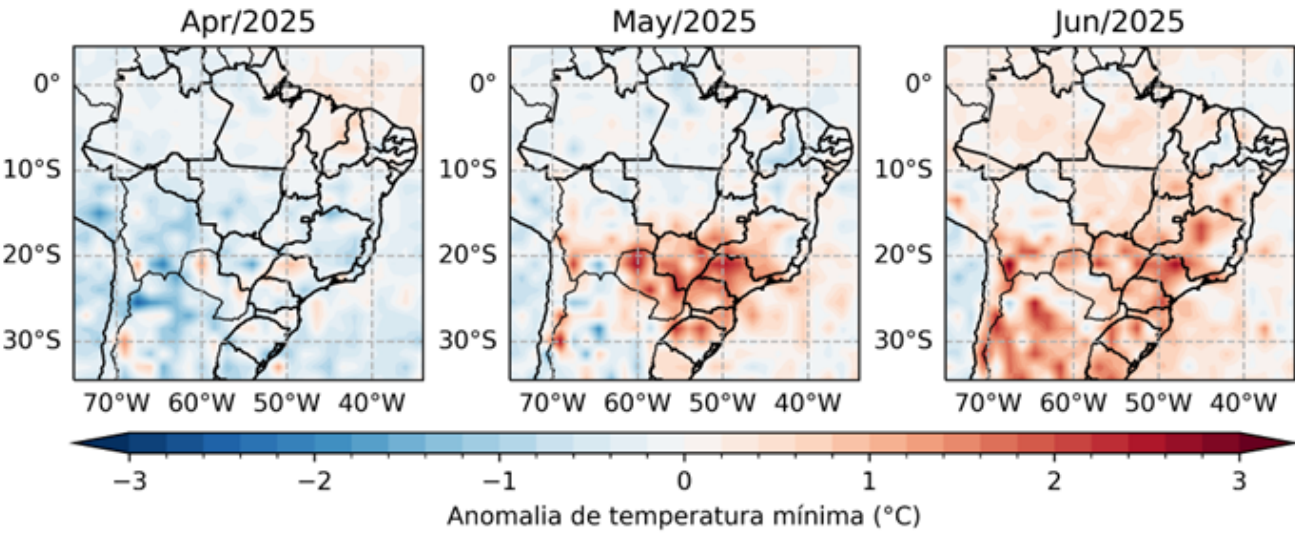 Apr/2025 May/2025 Jun/2025
0° 0° 0°
10°S 10°S 10°S
20°S 20°S 20°S
30°S 30°S 30°S
70°W 60°W 50°W 40°W 70°W 60°W 50°W 40°W 70°W 60°W 50°W 40°W
−3 −2 −1 0 1 2 3
Anomalia de temperatura mínima (°C)